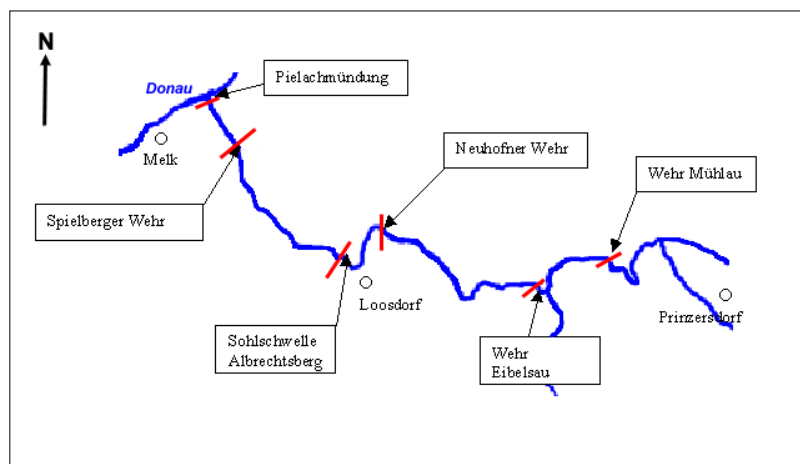 N
Pielachmündung
Donau
Melk
Neuhofner Wehr
Wehr Mühlau
Spielberger Wehr
Loosdorf
Prinzersdorf
Sohlschwelle
Albrechtsberg
Wehr
Eibelsau